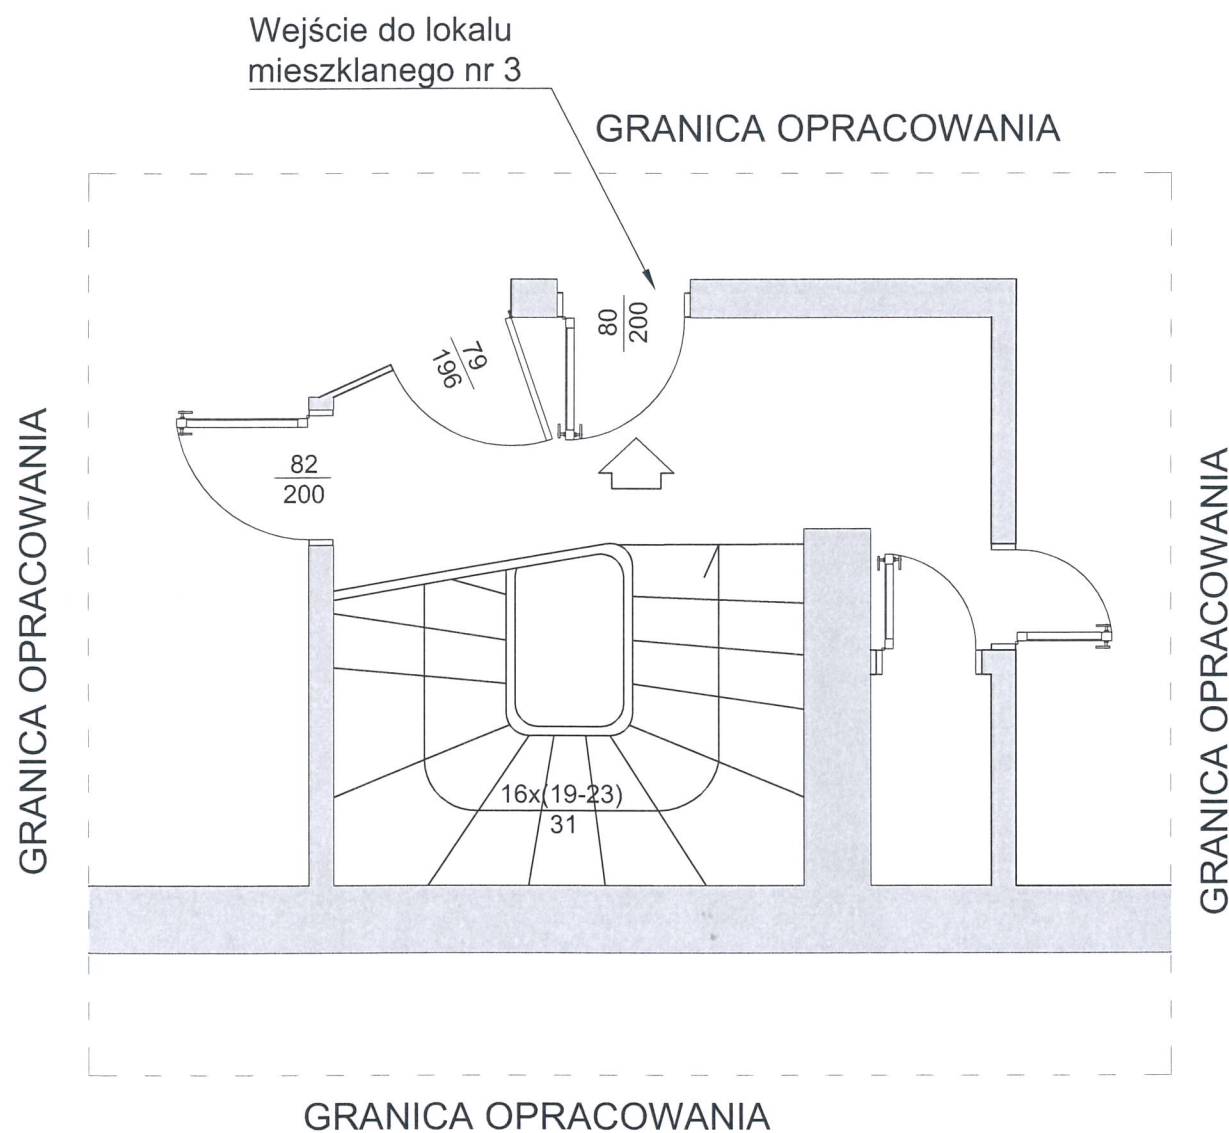 Wejście do lokalu
mieszklanego nr 3
GRANICA OPRACOWANIA
80
200
79
196
82
200
GRANICA OPRACOWANIA
GRANICA OPRACOWANIA
16x(19-23)
31
GRANICA OPRACOWANIA